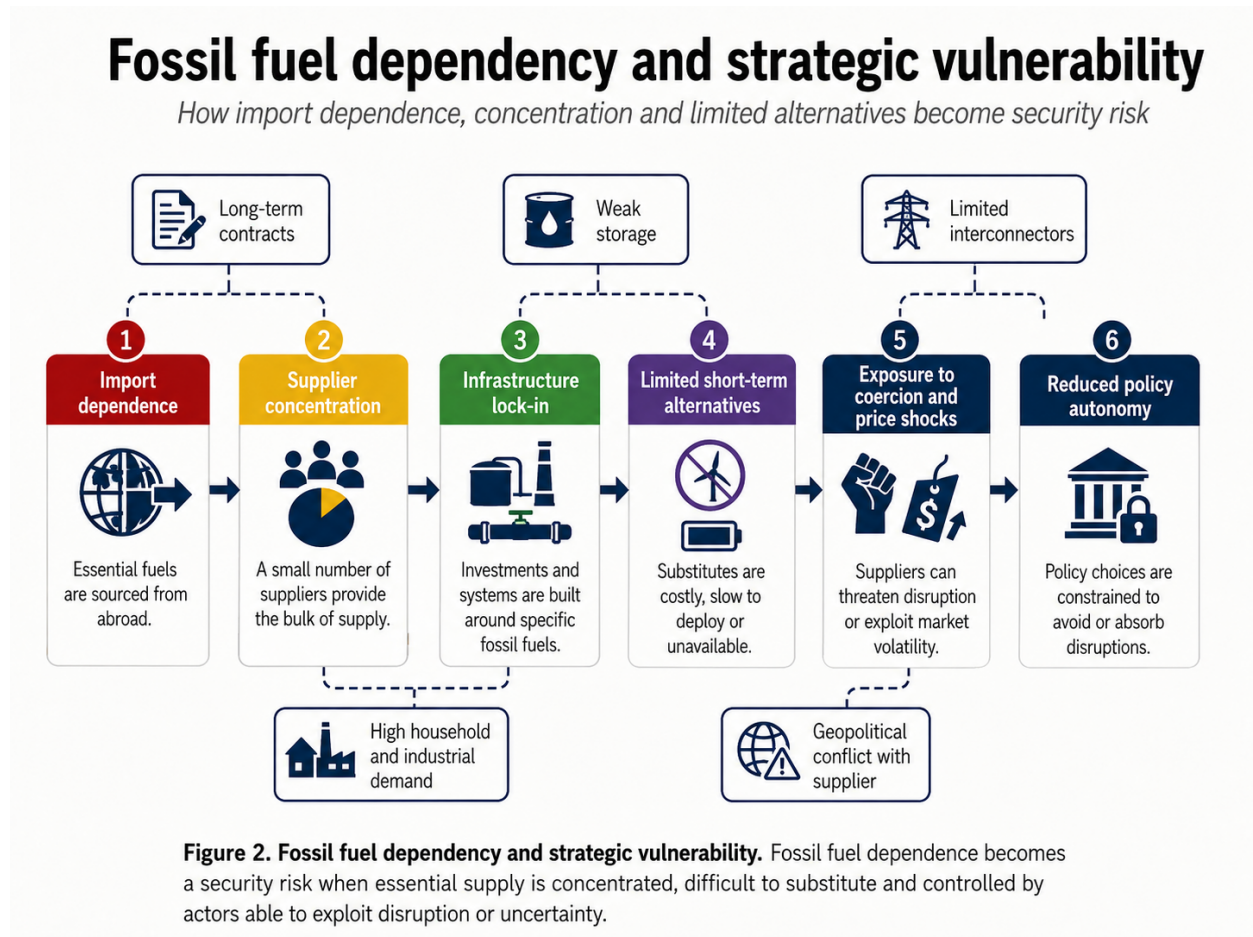 Fossil fuel dependency and strategic vulnerability
How import dependence, concentration and limited alternatives become security risk
Long-term
contracts
Weak
storage
Limited
interconnectors
1
Import
dependence
Essential fuels
are sourced from
abroad.
2
Supplier
concentration
A small number of
suppliers provide
the bulk of supply.
3
Infrastructure
lock-in
Investments and
systems are built
around specific
fossil fuels.
4
Limited short-term
alternatives
Substitutes are
costly, slow to
deploy or
unavailable.
5
Exposure to
coercion and
price shocks
$
Suppliers can
threaten disruption
or exploit market
volatility.
6
Reduced policy
autonomy
Policy choices are
constrained to
avoid or absorb
disruptions.
High household
and industrial
demand
Geopolitical
conflict with
supplier
Figure 2. Fossil fuel dependency and strategic vulnerability. Fossil fuel dependence becomes
a security risk when essential supply is concentrated, difficult to substitute and controlled by
actors able to exploit disruption or uncertainty.